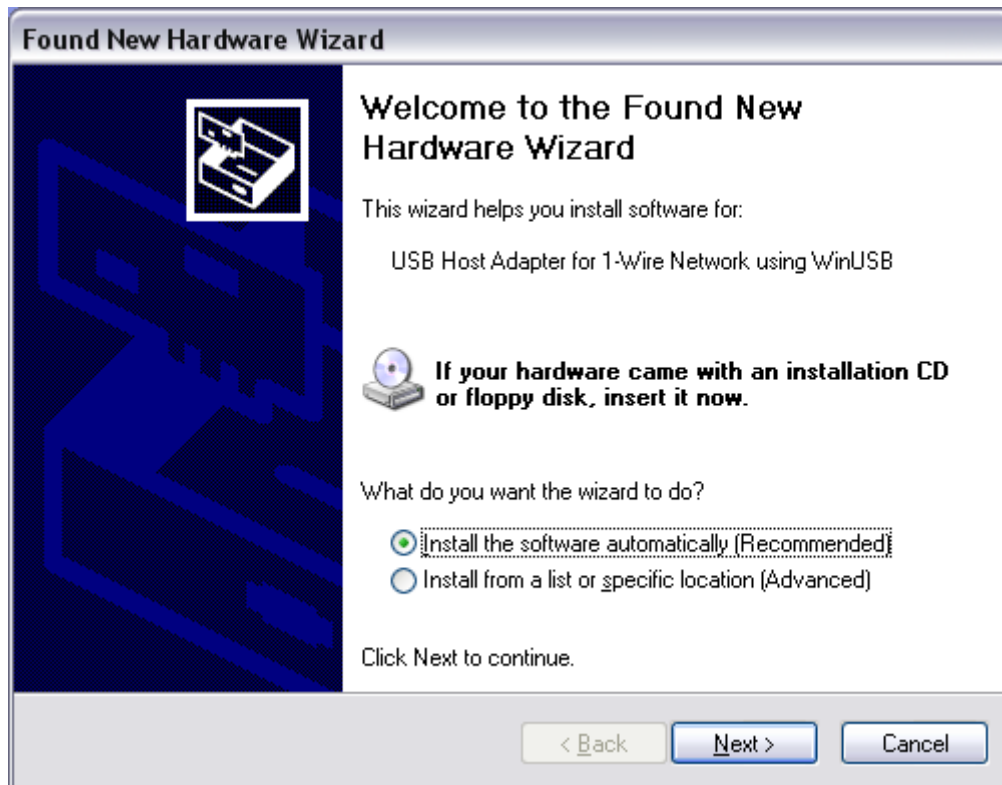 Found New Hardware Wizard
Welcome to the Found New
Hardware Wizard
This wizard helps you install software for:
USB Host Adapter for 1-Wire Network using WinUSB
If your hardware came with an installation CD
or floppy disk, insert it now.
What do you want the wizard to do?
Install the software automatically (Recommended)
Install from a list or specific location (Advanced)
Click Next to continue.
< Back Next > Cancel